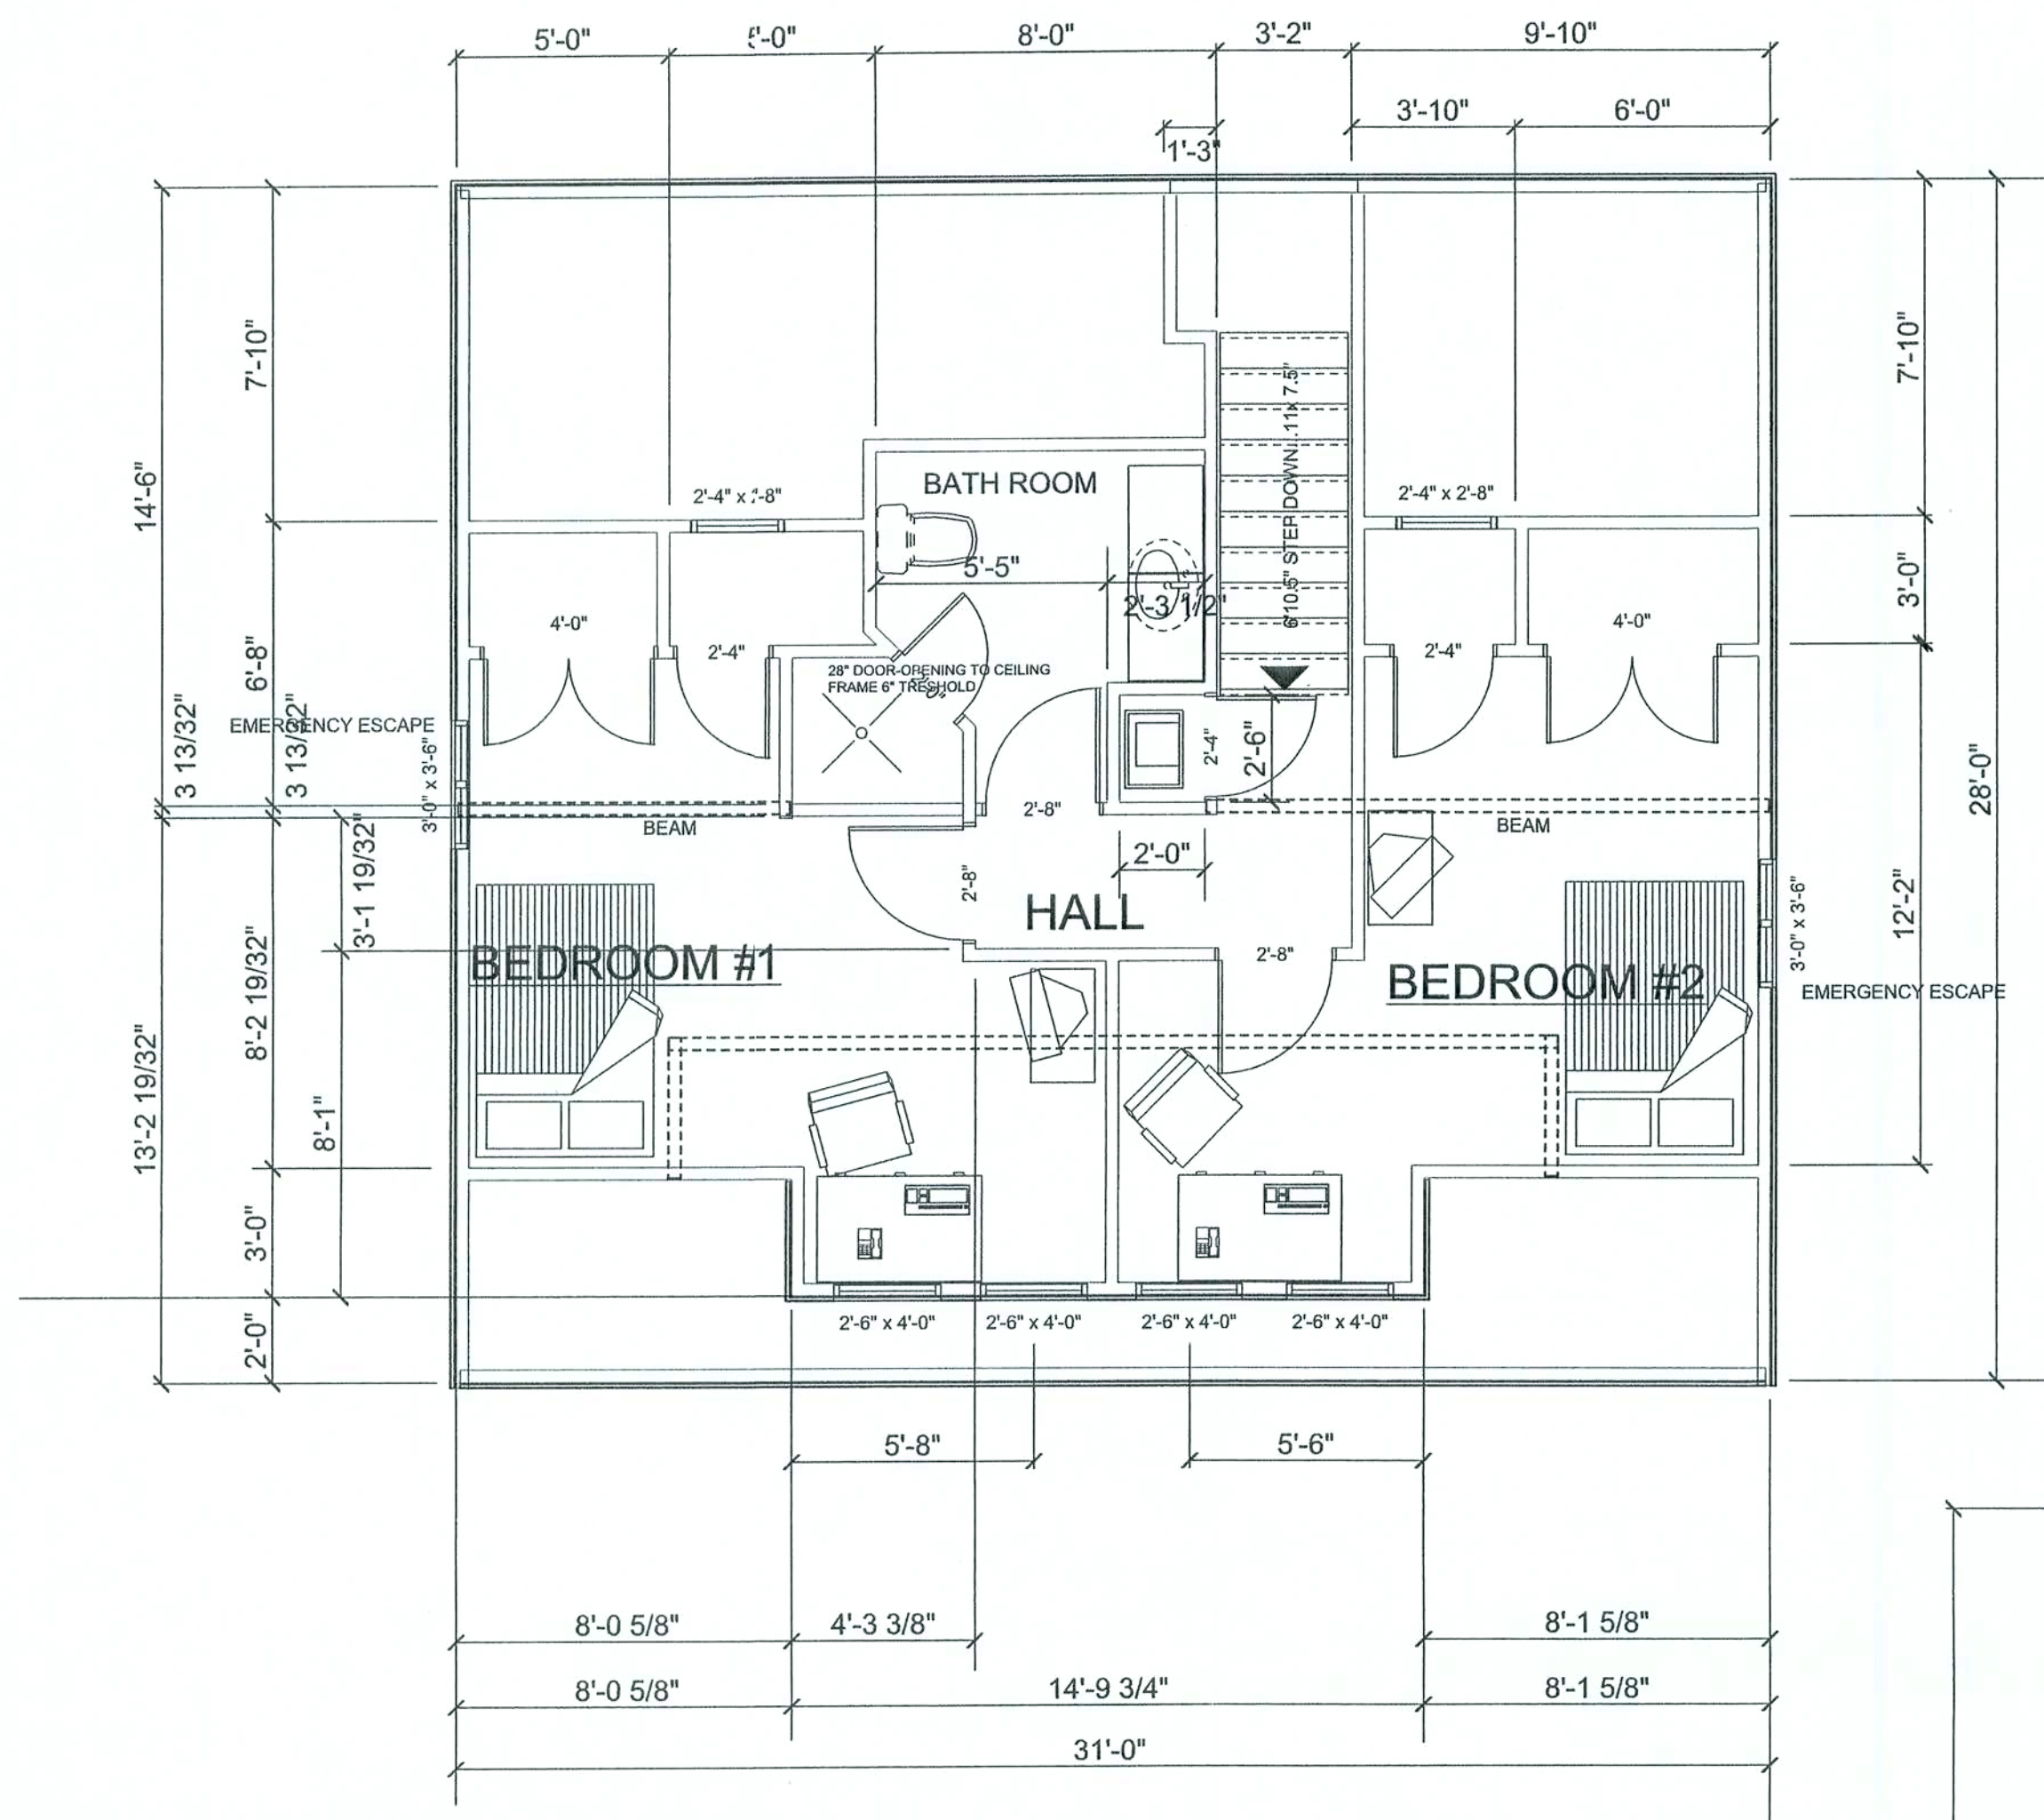 5'-0"
8'-0"
3'-2"
9'-10"
3'-10"
6'-0"
1'-3"
7'-10"
7'-10"
14'-6"
BATH ROOM
2'-4" x
2'-4" x 2'-8"
6'10.5" STEP DOWN
11x 7.5"
5'-5"
2'-3 1/2"
3'-0"
4'-0"
4'-0"
2'-4"
2'-4"
6'-8"
28" DOOR-OPENING TO CEILING
FRAME 6" TRESHOLD
EMERGENCY ESCAPE
3 13/32"
3 13/32"
3'-0" x 3'-6"
2'-4"
2'-6"
28'-0"
2'-8"
BEAM
BEAM
3'-1 19/32"
2'-0"
2'-8"
HALL
12'-2"
3'-0" x 3'-6"
BEDROOM #1
2'-8"
BEDROOM #2
EMERGENCY ESCAPE
8'-2 19/32"
13'-2 19/32"
8'-1"
3'-0"
2'-0"
2'-6" x 4'-0"
2'-6" x 4'-0"
2'-6" x 4'-0"
2'-6" x 4'-0"
5'-8"
5'-6"
8'-0 5/8"
4'-3 3/8"
8'-1 5/8"
8'-0 5/8"
14'-9 3/4"
8'-1 5/8"
31'-0"